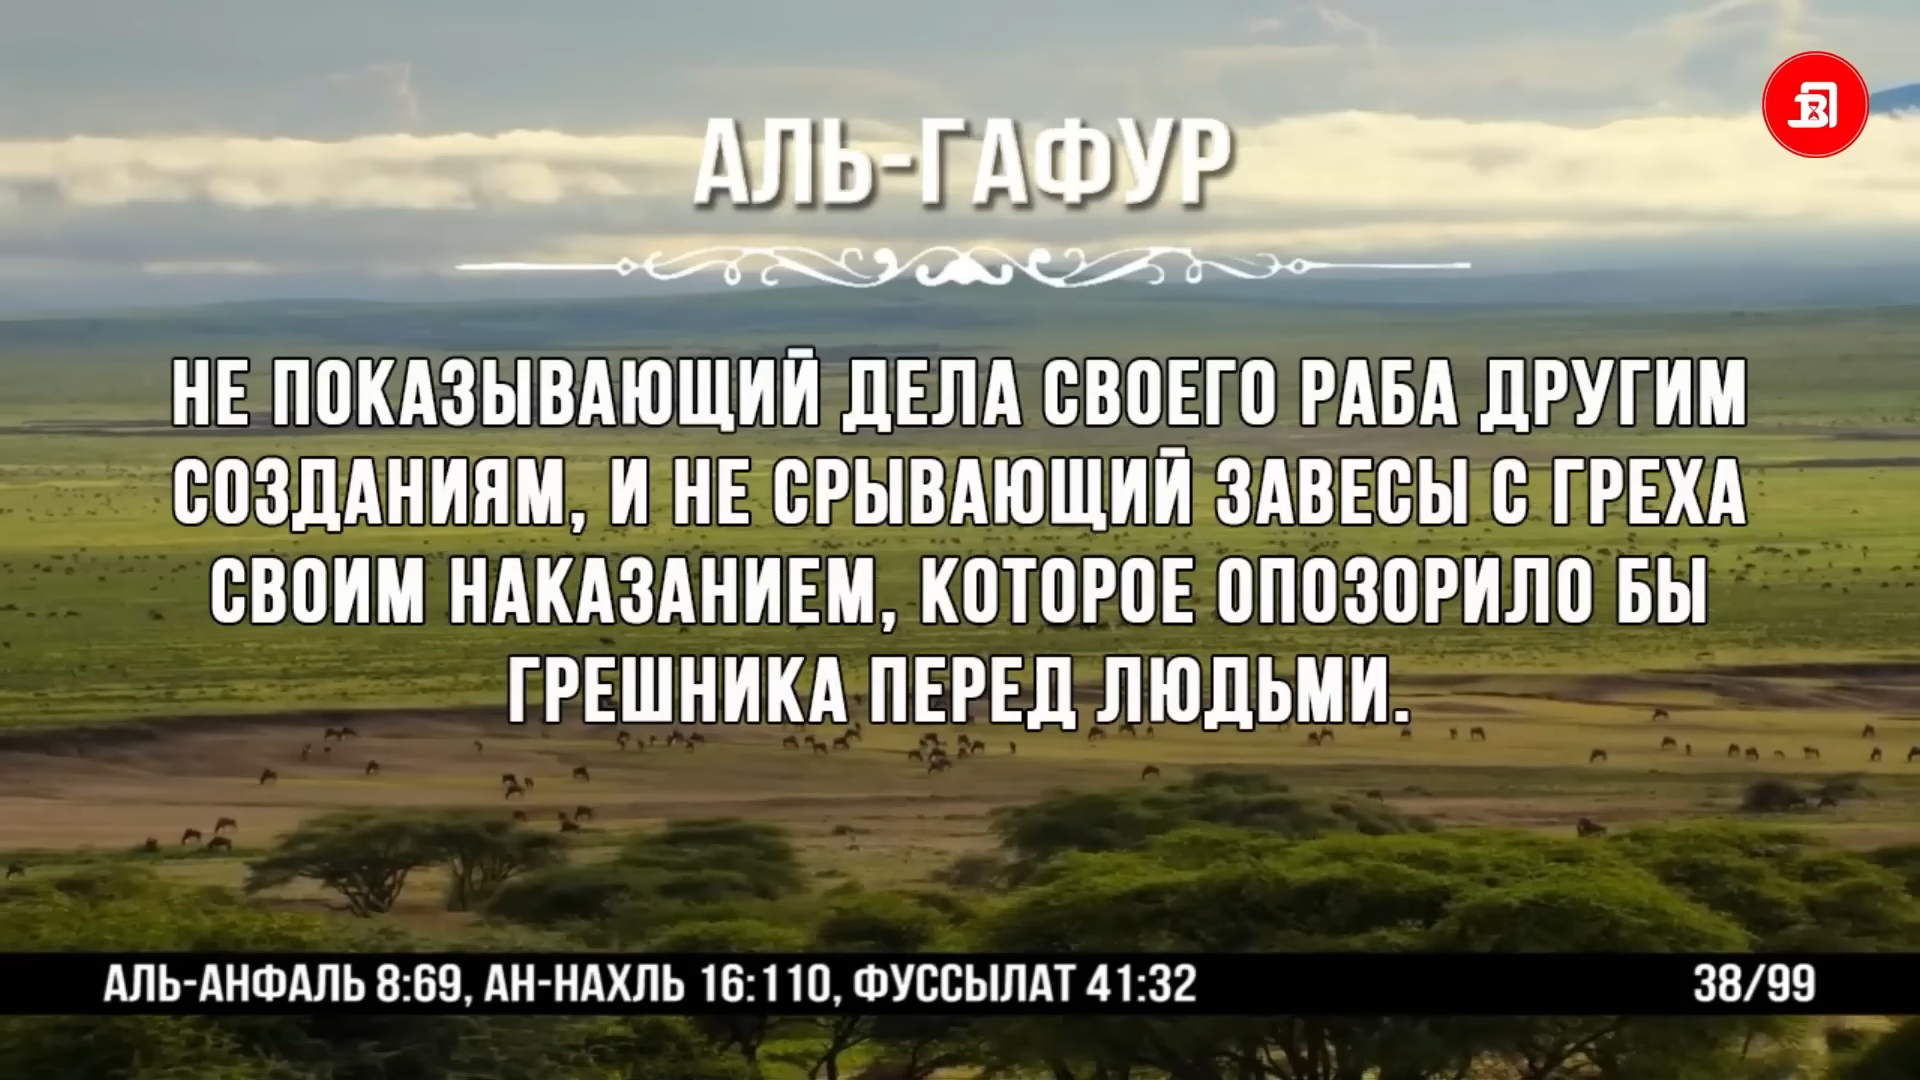 АЛЬ-ГАФУР
НЕ ПОКАЗЫВАЮЩИЙ ДЕЛА СВОЕГО РАБА ДРУГИМ
СОЗДАНИЯМ, И НЕ СРЫВАЮЩИЙ ЗАВЕСЫ С ГРЕХА
СВОИМ НАКАЗАНИЕМ, КОТОРОЕ ОПОЗОРИЛО БЫ
ГРЕШНИКА ПЕРЕД ЛЮДЬМИ.
АЛЬ-АНФАЛЬ 8:69, АН-НАХЛЬ 16:110, ФУССЫЛАТ 41:32
38/99